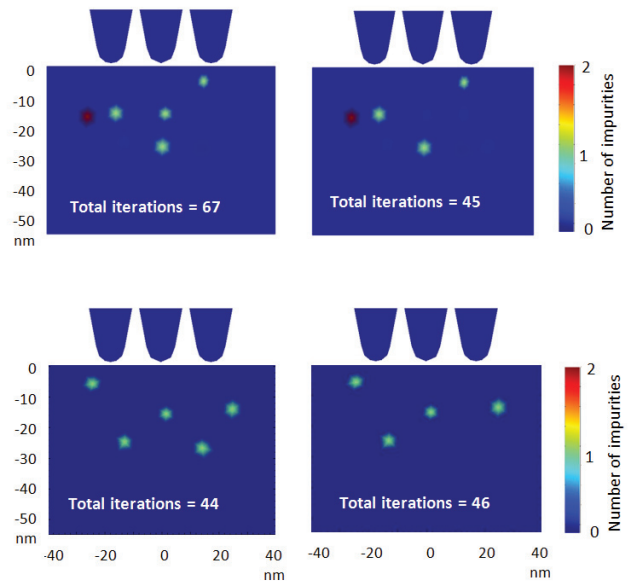 0
-10
-20
-30
-40
-50
nm
Total iterations = 67
Total iterations = 45
2
1
0
Number of impurities
0
-10
-20
-30
-40
-50
nm
Total iterations = 44
Total iterations = 46
2
1
0
Number of impurities
-40 -20 0 20 40
nm
-40 -20 0 20 40
nm